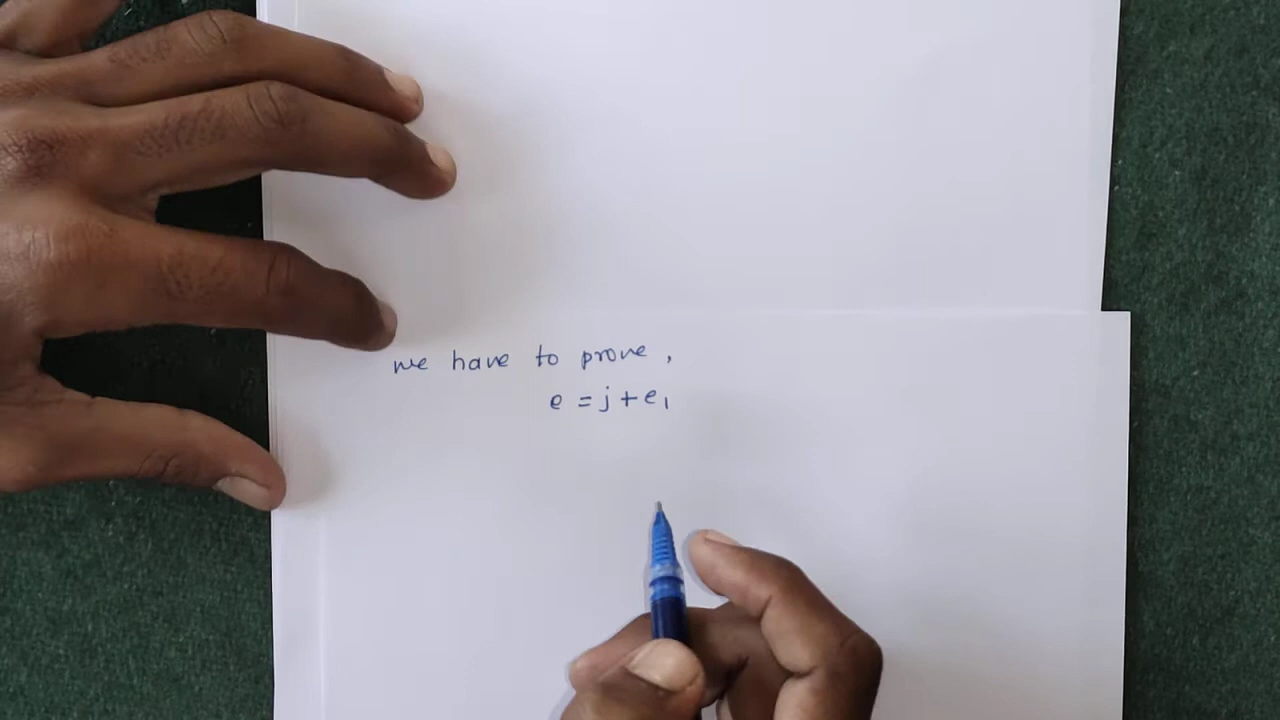 we have to prove ,
e = j + e₁